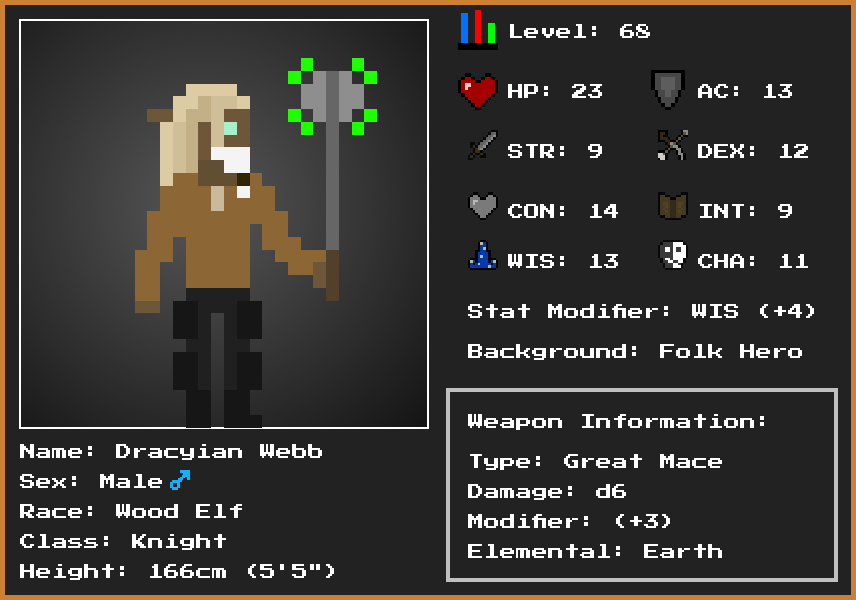 Level: 68
HP: 23
AC: 13
STR: 9
DEX: 12
CON: 14
INT: 9
WIS: 13
CHA: 11
Stat Modifier: WIS (+4)
Background: Folk Hero
Weapon Information:
Type: Great Mace
Damage: d6
Modifier: (+3)
Elemental: Earth
Name: Dracyian Webb
Sex: Male ♂
Race: Wood Elf
Class: Knight
Height: 166cm (5'5")